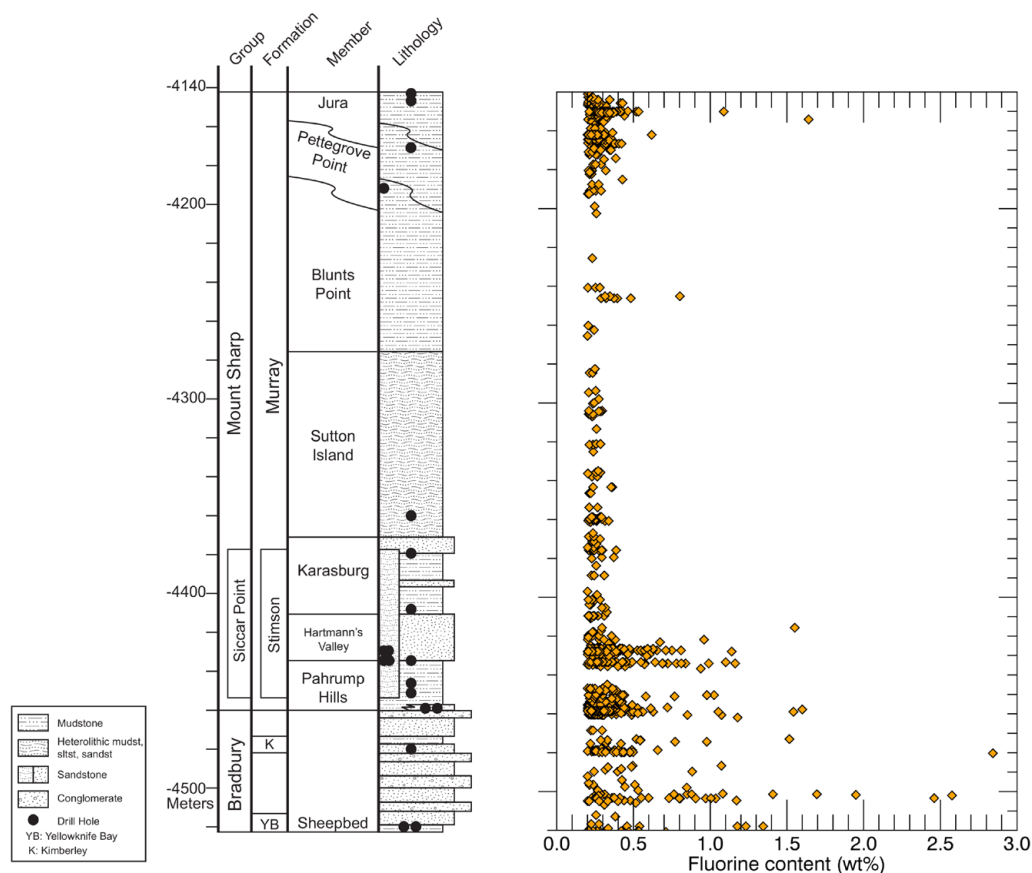 Group
Formation
Member
Lithology
-4140
-4200
-4300
-4400
-4500
Meters
Mount Sharp
Siccar Point
Bradbury
Murray
Stimson
K
YB
Jura
Pettegrove
Point
Blunts
Point
Sutton
Island
Karasburg
Hartmann's
Valley
Pahrump
Hills
Sheepbed
Mudstone
Heterolithic mudst,
sltst, sandst
Sandstone
Conglomerate
Drill Hole
YB: Yellowknife Bay
K: Kimberley
0.0 0.5 1.0 1.5 2.0 2.5 3.0
Fluorine content (wt%)